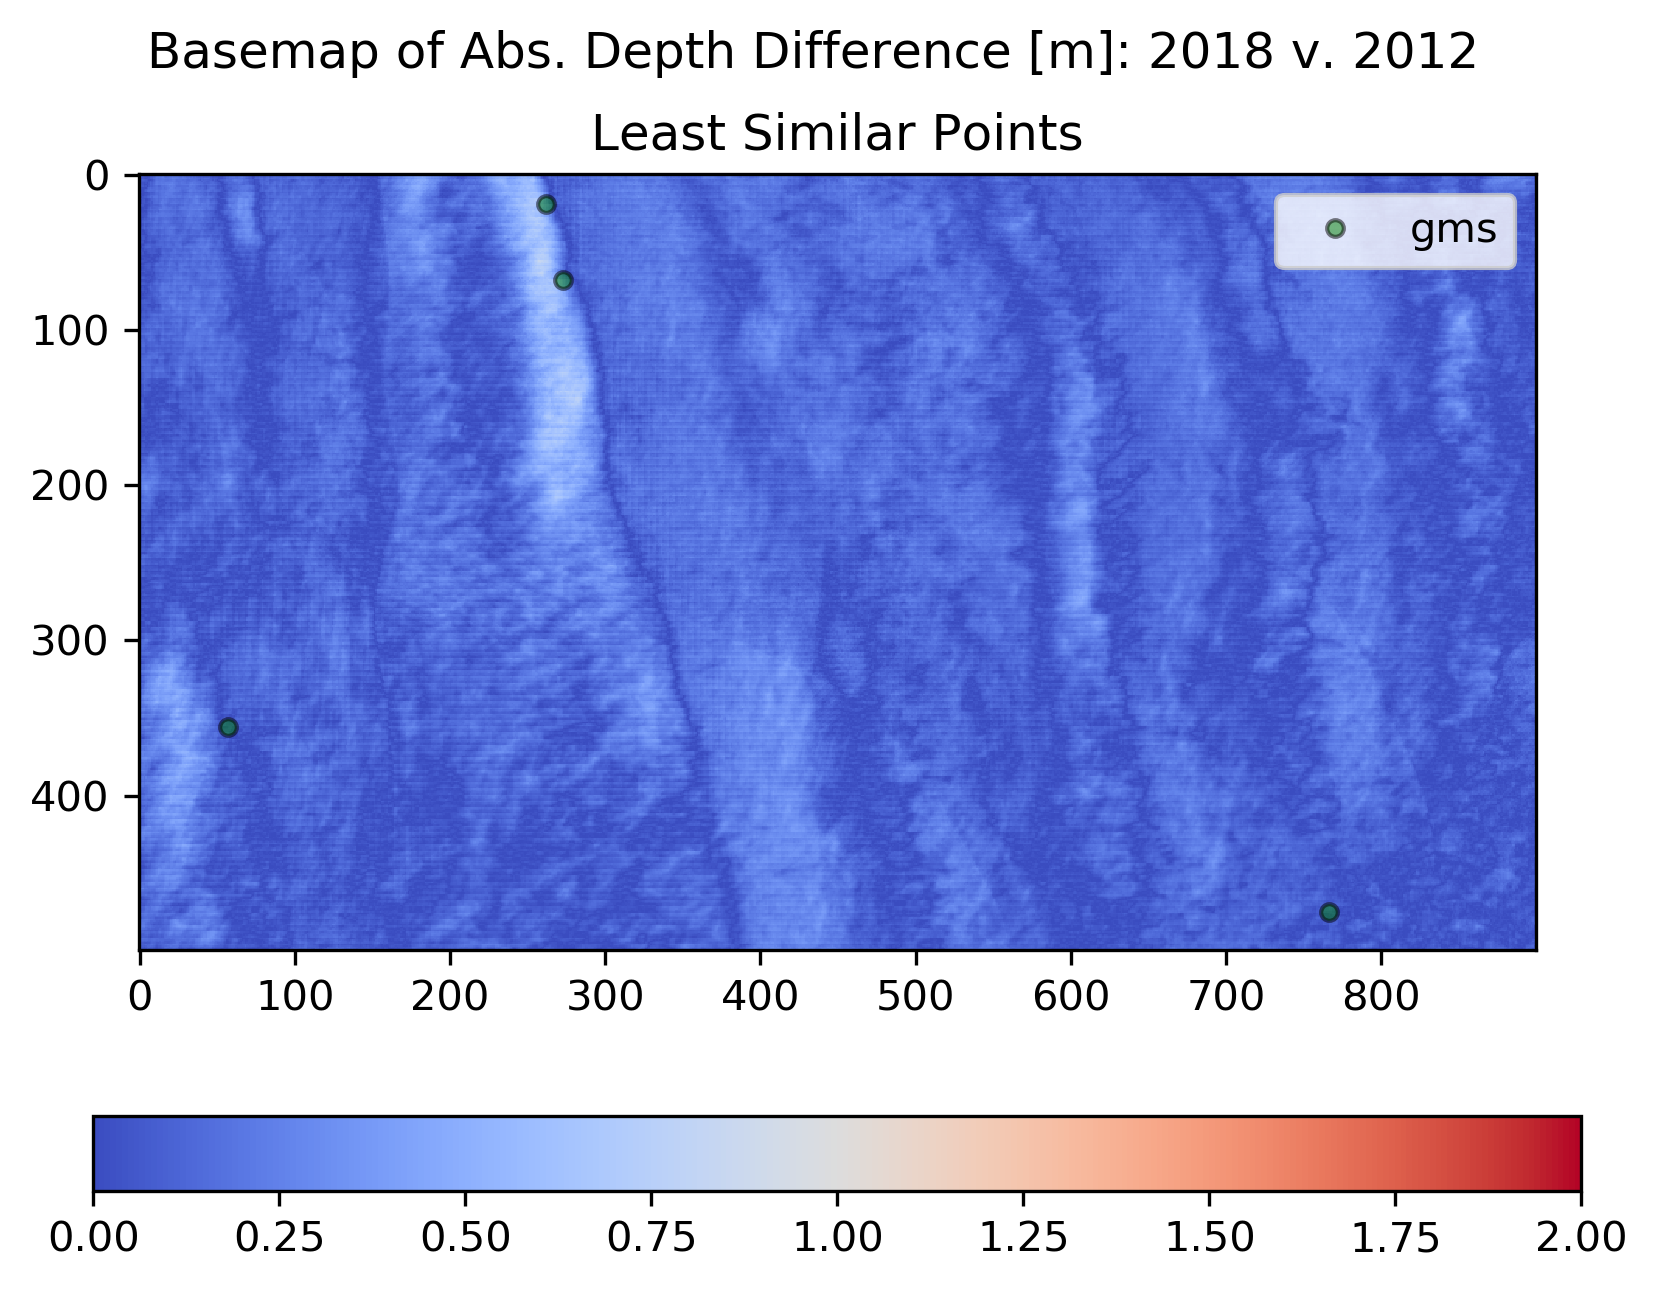 Basemap of Abs. Depth Difference [m]: 2018 v. 2012
Least Similar Points
gms
0
100
200
300
400
0 100 200 300 400 500 600 700 800
0.00 0.25 0.50 0.75 1.00 1.25 1.50 1.75 2.00